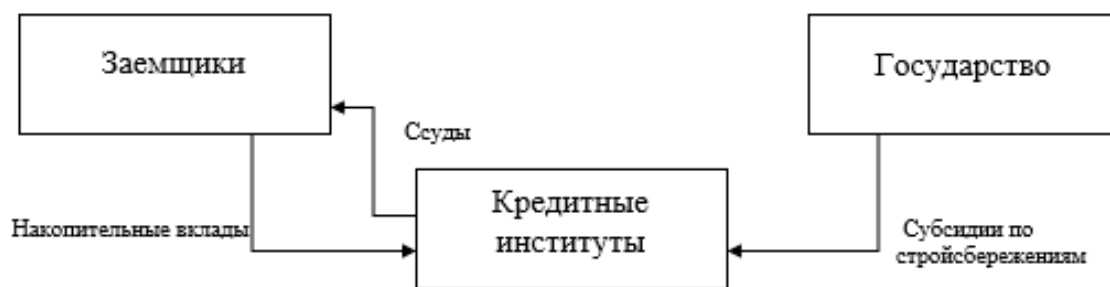 Заемщики
Государство
Ссуды
Кредитные
институты
Накопительные вклады
Субсидии по
стройсбережениям